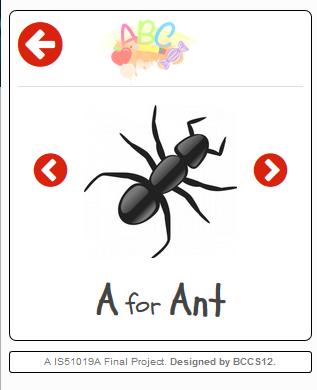 ABC
A for Ant
A IS51019A Final Project. Designed by BCCS12.